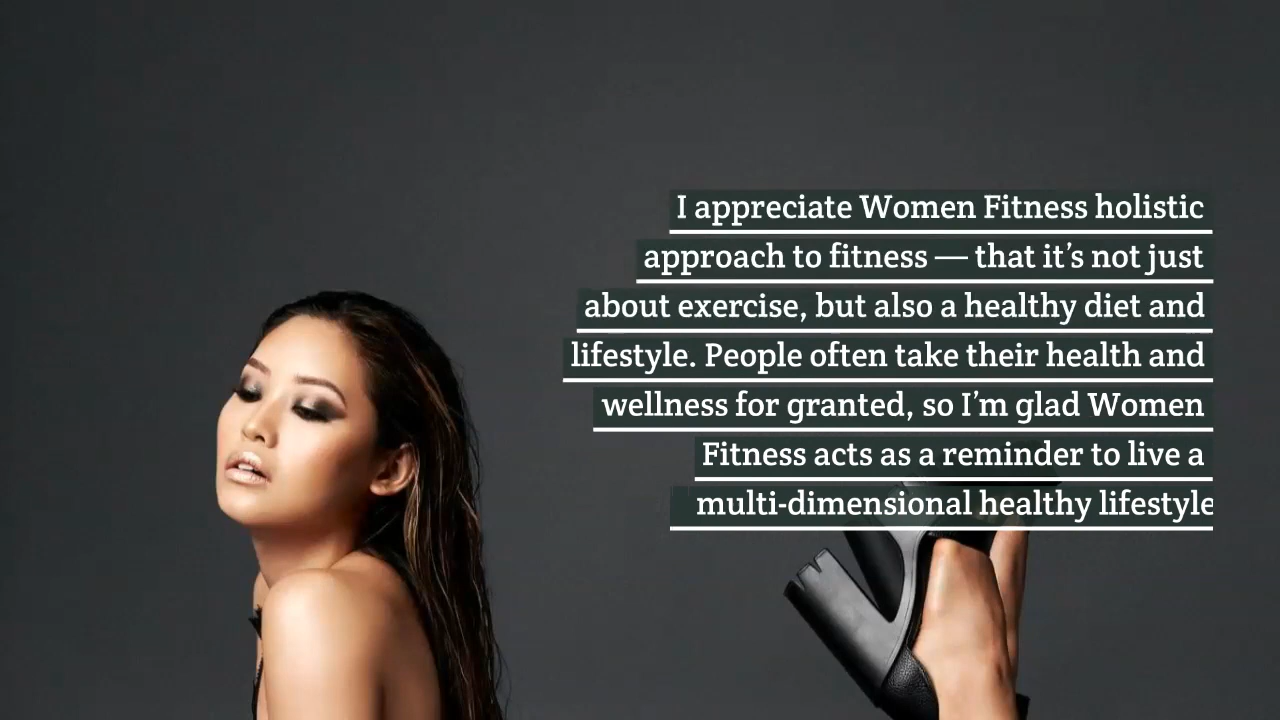 I appreciate Women Fitness holistic
approach to fitness — that it’s not just
about exercise, but also a healthy diet and
lifestyle. People often take their health and
wellness for granted, so I’m glad Women
Fitness acts as a reminder to live a
multi-dimensional healthy lifestyle